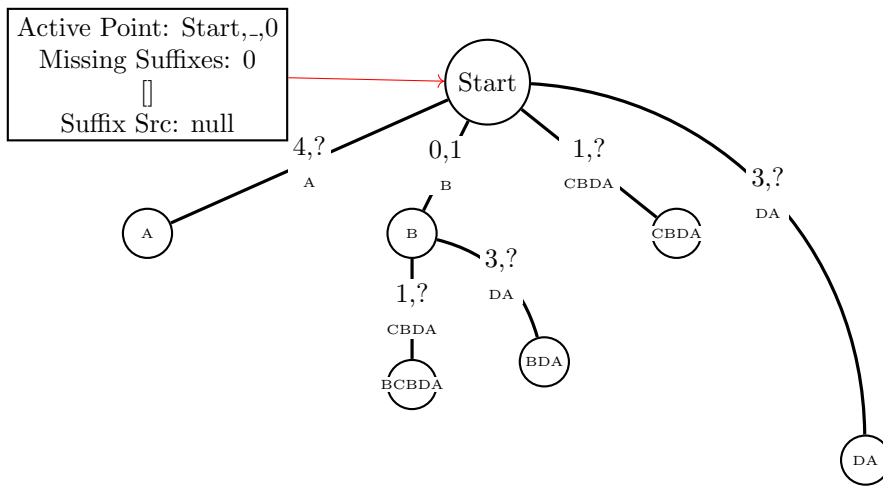 Active Point: Start,_,0
Missing Suffixes: 0
[]
Suffix Src: null
Start
4,?
A
0,1
B
1,?
CBDA
3,?
DA
A
B
CBDA
3,?
DA
1,?
CBDA
BDA
BCBDA
DA